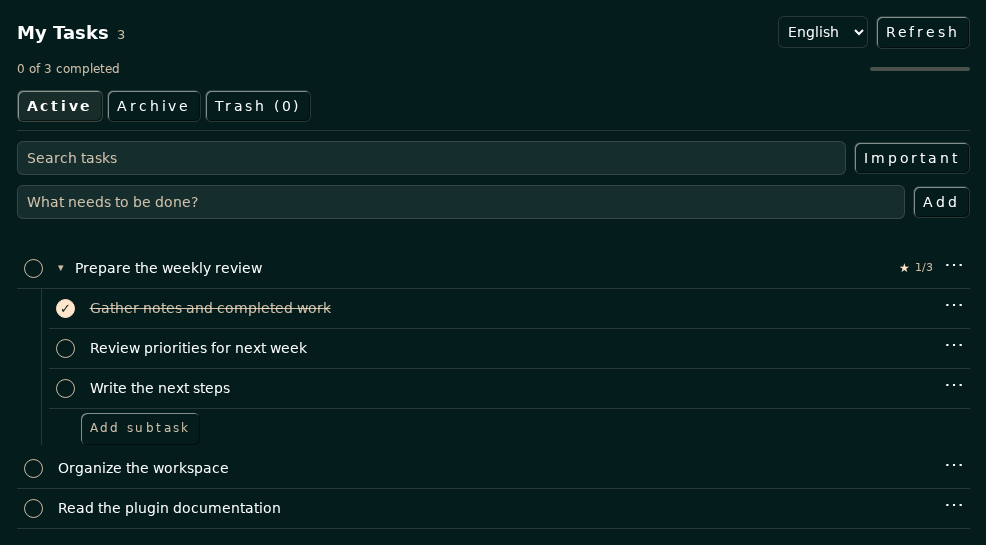 My Tasks 3
English Refresh
0 of 3 completed
Active Archive Trash (0)
Search tasks Important
What needs to be done? Add
▾ Prepare the weekly review ★ 1/3 ···
✓ Gather notes and completed work ···
Review priorities for next week ···
Write the next steps ···
Add subtask
Organize the workspace ···
Read the plugin documentation ···